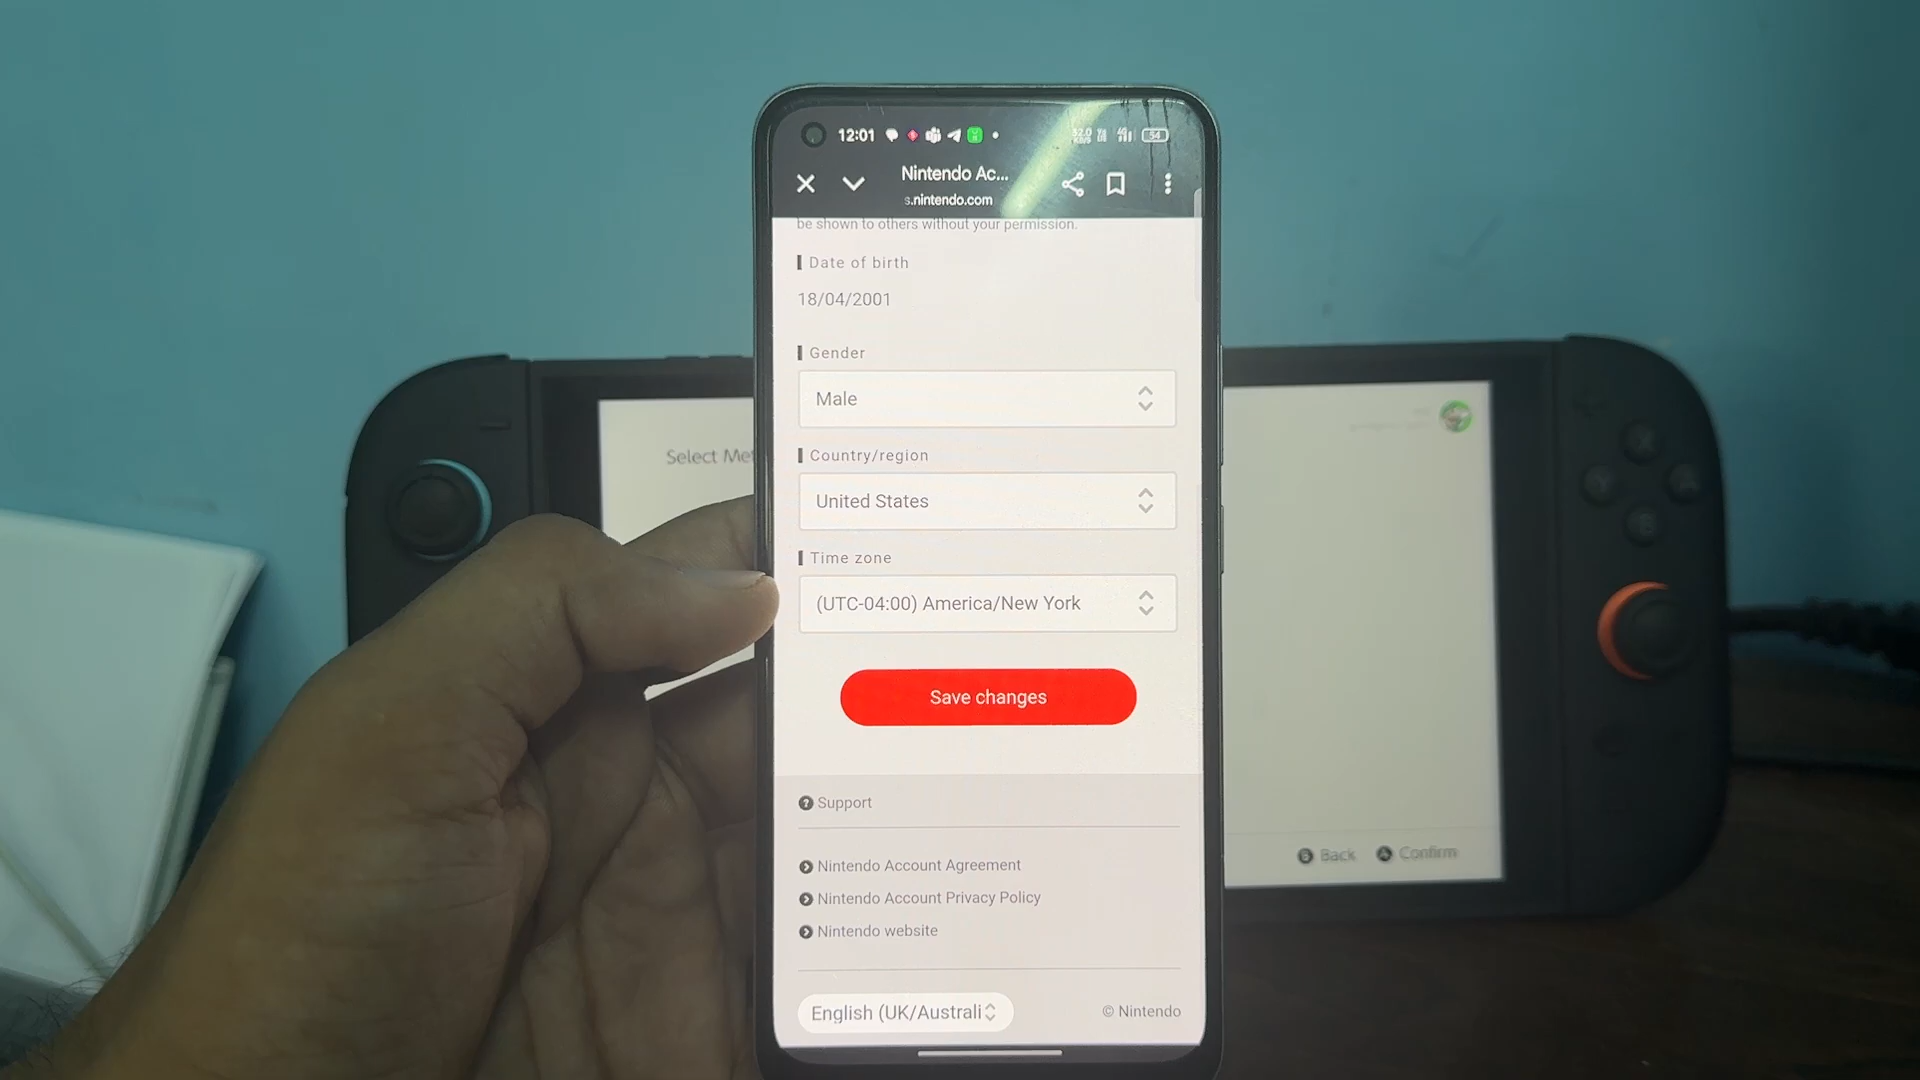 12:01
54
Nintendo Ac...
s.nintendo.com
be shown to others without your permission.
Date of birth
18/04/2001
Gender
Male
Country/region
United States
Time zone
(UTC-04:00) America/New York
Save changes
Support
Nintendo Account Agreement
Nintendo Account Privacy Policy
Nintendo website
English (UK/Australi
© Nintendo
Select Me
B Back A Confirm
X
Y
A
B